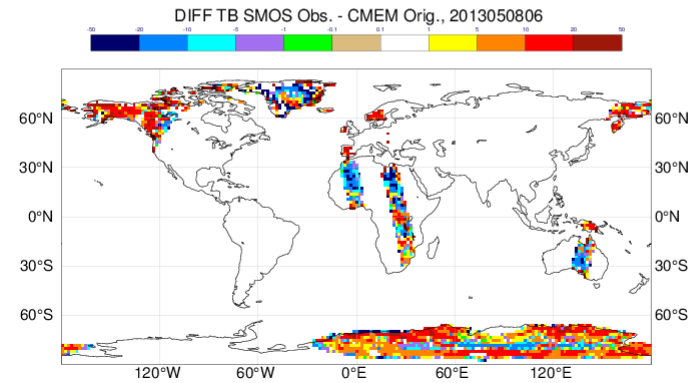 DIFF TB SMOS Obs. - CMEM Orig., 2013050806
-50 -20 -10 -5 -1 -0.1 0.1 1 5 10 20 50
60°N 60°N
30°N 30°N
0°N 0°N
30°S 30°S
60°S 60°S
120°W 60°W 0°E 60°E 120°E